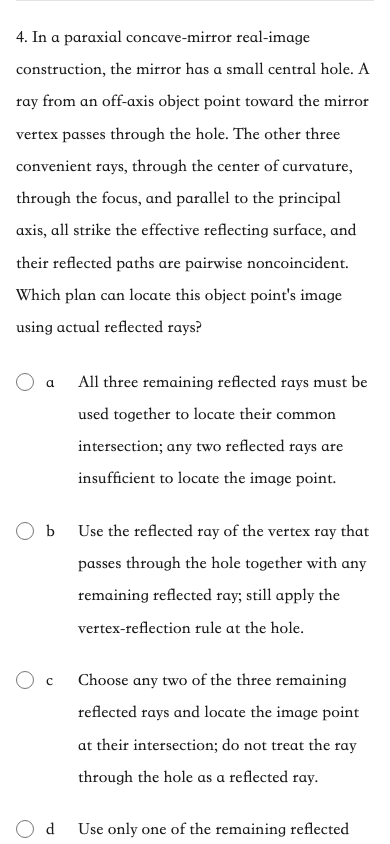 4. In a paraxial concave-mirror real-image
construction, the mirror has a small central hole. A
ray from an off-axis object point toward the mirror
vertex passes through the hole. The other three
convenient rays, through the center of curvature,
through the focus, and parallel to the principal
axis, all strike the effective reflecting surface, and
their reflected paths are pairwise noncoincident.
Which plan can locate this object point's image
using actual reflected rays?
a All three remaining reflected rays must be
used together to locate their common
intersection; any two reflected rays are
insufficient to locate the image point.
b Use the reflected ray of the vertex ray that
passes through the hole together with any
remaining reflected ray; still apply the
vertex-reflection rule at the hole.
c Choose any two of the three remaining
reflected rays and locate the image point
at their intersection; do not treat the ray
through the hole as a reflected ray.
d Use only one of the remaining reflected